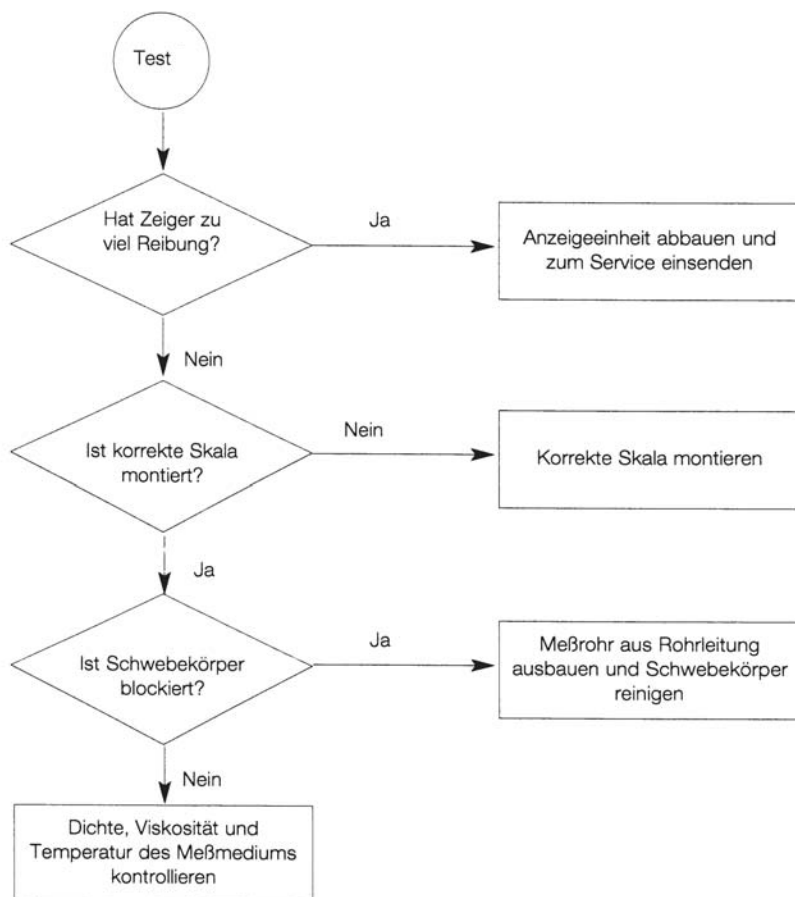 Test
Hat Zeiger zu
viel Reibung?
Ja
Anzeigeeinheit abbauen und
zum Service einsenden
Nein
Ist korrekte Skala
montiert?
Nein
Korrekte Skala montieren
Ja
Ist Schwebekörper
blockiert?
Ja
Meßrohr aus Rohrleitung
ausbauen und Schwebekörper
reinigen
Nein
Dichte, Viskosität und
Temperatur des Meßmediums
kontrollieren